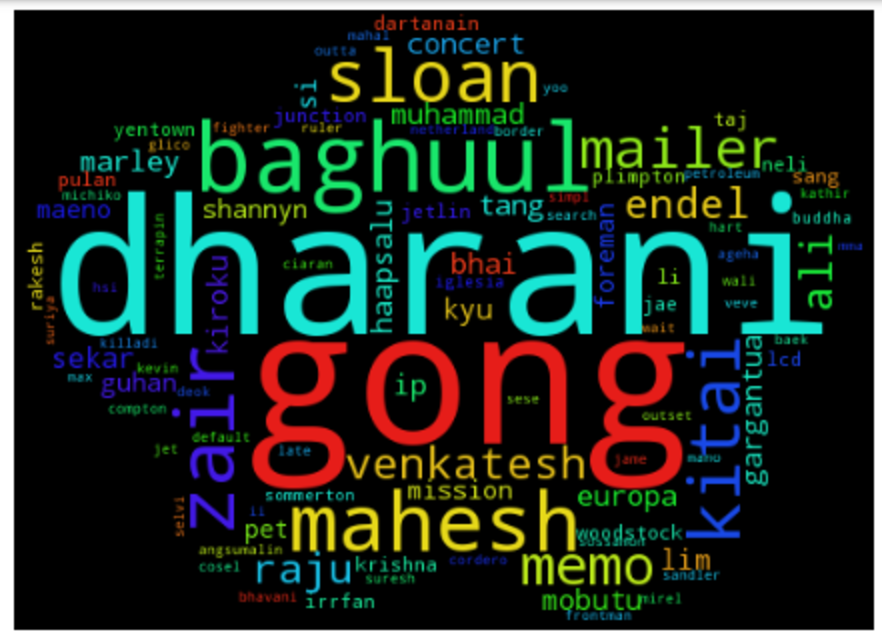 dartanain
mahal
concert
outta
sloan
si
yoo
junction
muhammad
taj
yentown
fighter
ruler
netherland
border
glico
baghuul
mailer
marley
neli
pulan
plimpton
petroleum
sang
michiko
simpl
kathir
maeno
shannyn
jetlin
tang
search
endel
buddha
hart
dharani
terrapin
haapsalu
foreman
ali
rakesh
kiroku
ciaran
bhai
ageha
hsi
iglesia
li
wali
suriya
kyu
jae
veve
wait
killadi
baek
sekar
gong
kitai
gargantua
lcd
kevin
max
guhan
deok
zair
ip
sese
compton
outset
default
jet
late
venkatesh
jane
mano
sommerton
mission
europa
selvi
ii
mahesh
pet
woodstock
angsumalin
cosel
raju
krishna
cordero
memo
lim
suresh
sandler
bhavani
irrfan
mobutu
mirel
frontman